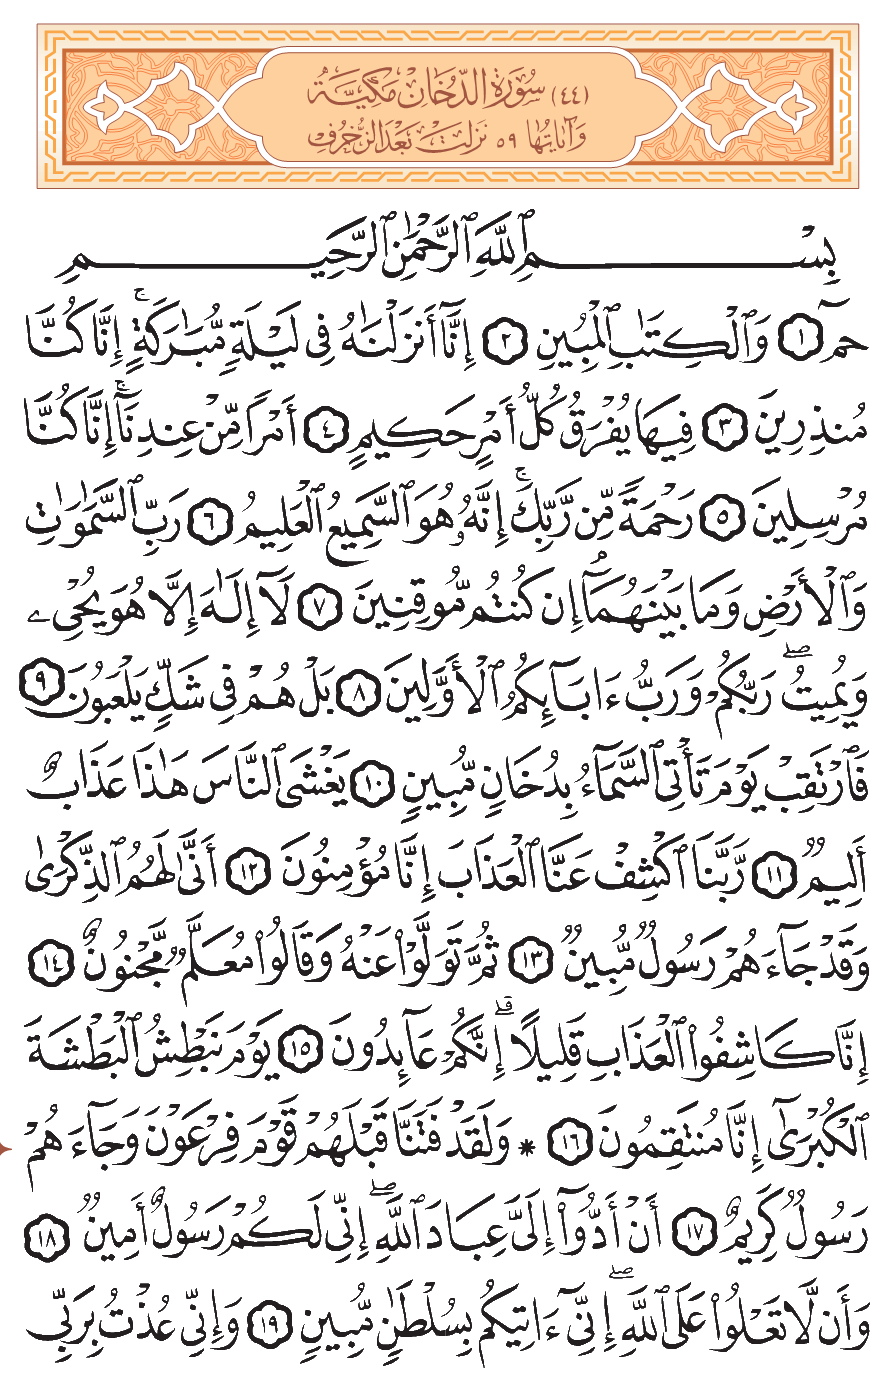 (٤٤) سُورَةُ الدُّخَانِ مَكِّيَّة
وَآيَاتُهَا ٥٩ نَزَلَتْ بَعْدَ الزُّخْرُفِ
بِسْمِ ٱللَّهِ ٱلرَّحْمَٰنِ ٱلرَّحِيمِ
حمٓ ١ وَٱلْكِتَٰبِ ٱلْمُبِينِ ٢ إِنَّآ أَنزَلْنَٰهُ فِى لَيْلَةٍ مُّبَٰرَكَةٍ ۚ إِنَّا كُنَّا
مُنذِرِينَ ٣ فِيهَا يُفْرَقُ كُلُّ أَمْرٍ حَكِيمٍ ٤ أَمْرًا مِّنْ عِندِنَآ ۚ إِنَّا كُنَّا
مُرْسِلِينَ ٥ رَحْمَةً مِّن رَّبِّكَ ۚ إِنَّهُۥ هُوَ ٱلسَّمِيعُ ٱلْعَلِيمُ ٦ رَبِّ ٱلسَّمَٰوَٰتِ
وَٱلْأَرْضِ وَمَا بَيْنَهُمَآ ۖ إِن كُنتُم مُّوقِنِينَ ٧ لَآ إِلَٰهَ إِلَّا هُوَ يُحْىِۦ
وَيُمِيتُ ۖ رَبُّكُمْ وَرَبُّ ءَابَآئِكُمُ ٱلْأَوَّلِينَ ٨ بَلْ هُمْ فِى شَكٍّ يَلْعَبُونَ ٩
فَٱرْتَقِبْ يَوْمَ تَأْتِى ٱلسَّمَآءُ بِدُخَانٍ مُّبِينٍ ١٠ يَغْشَى ٱلنَّاسَ هَٰذَا عَذَابٌ
أَلِيمٌ ١١ رَّبَّنَا ٱكْشِفْ عَنَّا ٱلْعَذَابَ إِنَّا مُؤْمِنُونَ ١٢ أَنَّىٰ لَهُمُ ٱلذِّكْرَىٰ
وَقَدْ جَآءَهُمْ رَسُولٌ مُّبِينٌ ١٣ ثُمَّ تَوَلَّوْا۟ عَنْهُ وَقَالُوا۟ مُعَلَّمٌ مَّجْنُونٌ ١٤
إِنَّا كَاشِفُوا۟ ٱلْعَذَابِ قَلِيلًا ۚ إِنَّكُمْ عَآئِدُونَ ١٥ يَوْمَ نَبْطِشُ ٱلْبَطْشَةَ
ٱلْكُبْرَىٰٓ إِنَّا مُنتَقِمُونَ ١٦ * وَلَقَدْ فَتَنَّا قَبْلَهُمْ قَوْمَ فِرْعَوْنَ وَجَآءَهُمْ
رَسُولٌ كَرِيمٌ ١٧ أَنْ أَدُّوٓا۟ إِلَىَّ عِبَادَ ٱللَّهِ ۖ إِنِّى لَكُمْ رَسُولٌ أَمِينٌ ١٨
وَأَن لَّا تَعْلُوا۟ عَلَى ٱللَّهِ ۖ إِنِّىٓ ءَاتِيكُم بِسُلْطَٰنٍ مُّبِينٍ ١٩ وَإِنِّى عُذْتُ بِرَبِّى